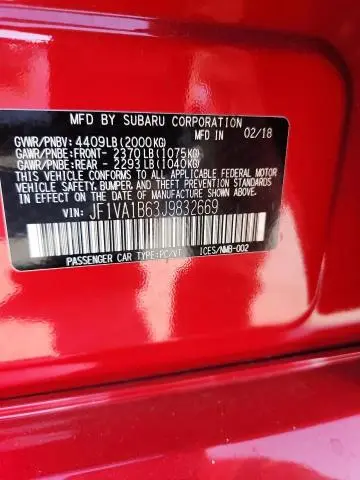 MFD BY SUBARU CORPORATION
MFD IN 02/18
GVWR/PNBV: 4409LB(2000KG)
GAWR/PNBE:FRONT- 2370LB(1075KG)
GAWR/PNBE:REAR - 2293LB(1040KG)
THIS VEHICLE CONFORMS TO ALL APPLICABLE FEDERAL MOTOR
VEHICLE SAFETY,BUMPER,AND THEFT PREVENTION STANDARDS
IN EFFECT ON THE DATE OF MANUFACTURE SHOWN ABOVE.
VIN: JF1VA1B63J9832669
PASSENGER CAR TYPE:PC/VT ICES/NMB-002